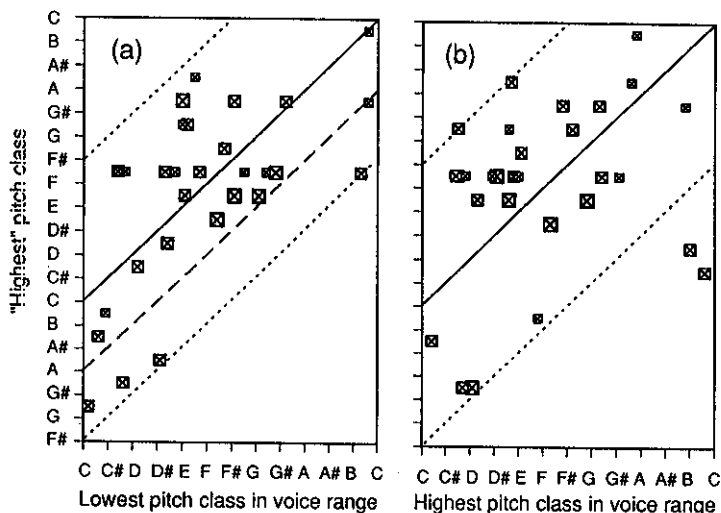 C
B
A#
A
G#
G
F#
F
E
D#
D
C#
C
B
A#
A
G#
G
F#
"Highest" pitch class
(a)
(b)
C C# D D# E F F# G G# A A# B C
C C# D D# E F F# G G# A B C
Lowest pitch class in voice range
Highest pitch class in voice range